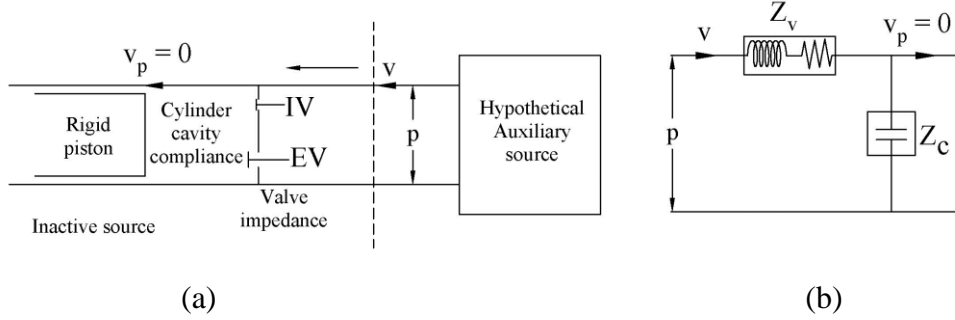 v_p = 0
v
Rigid
piston
Cylinder
cavity
compliance
IV
EV
p
Hypothetical
Auxiliary
source
Valve
impedance
Inactive source
(a)
Z_v
v
v_p = 0
p
Z_c
(b)